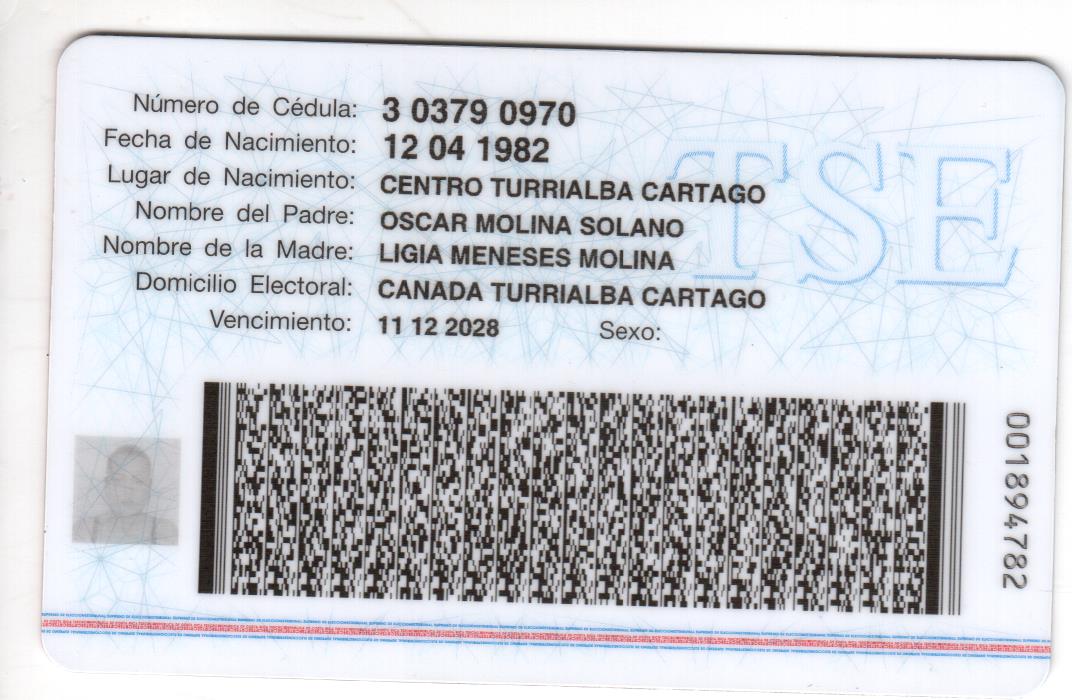 Número de Cédula: 3 0379 0970
Fecha de Nacimiento: 12 04 1982
Lugar de Nacimiento: CENTRO TURRIALBA CARTAGO
Nombre del Padre: OSCAR MOLINA SOLANO
Nombre de la Madre: LIGIA MENESES MOLINA
Domicilio Electoral: CANADA TURRIALBA CARTAGO
Vencimiento: 11 12 2028 Sexo:
TSE
001894782